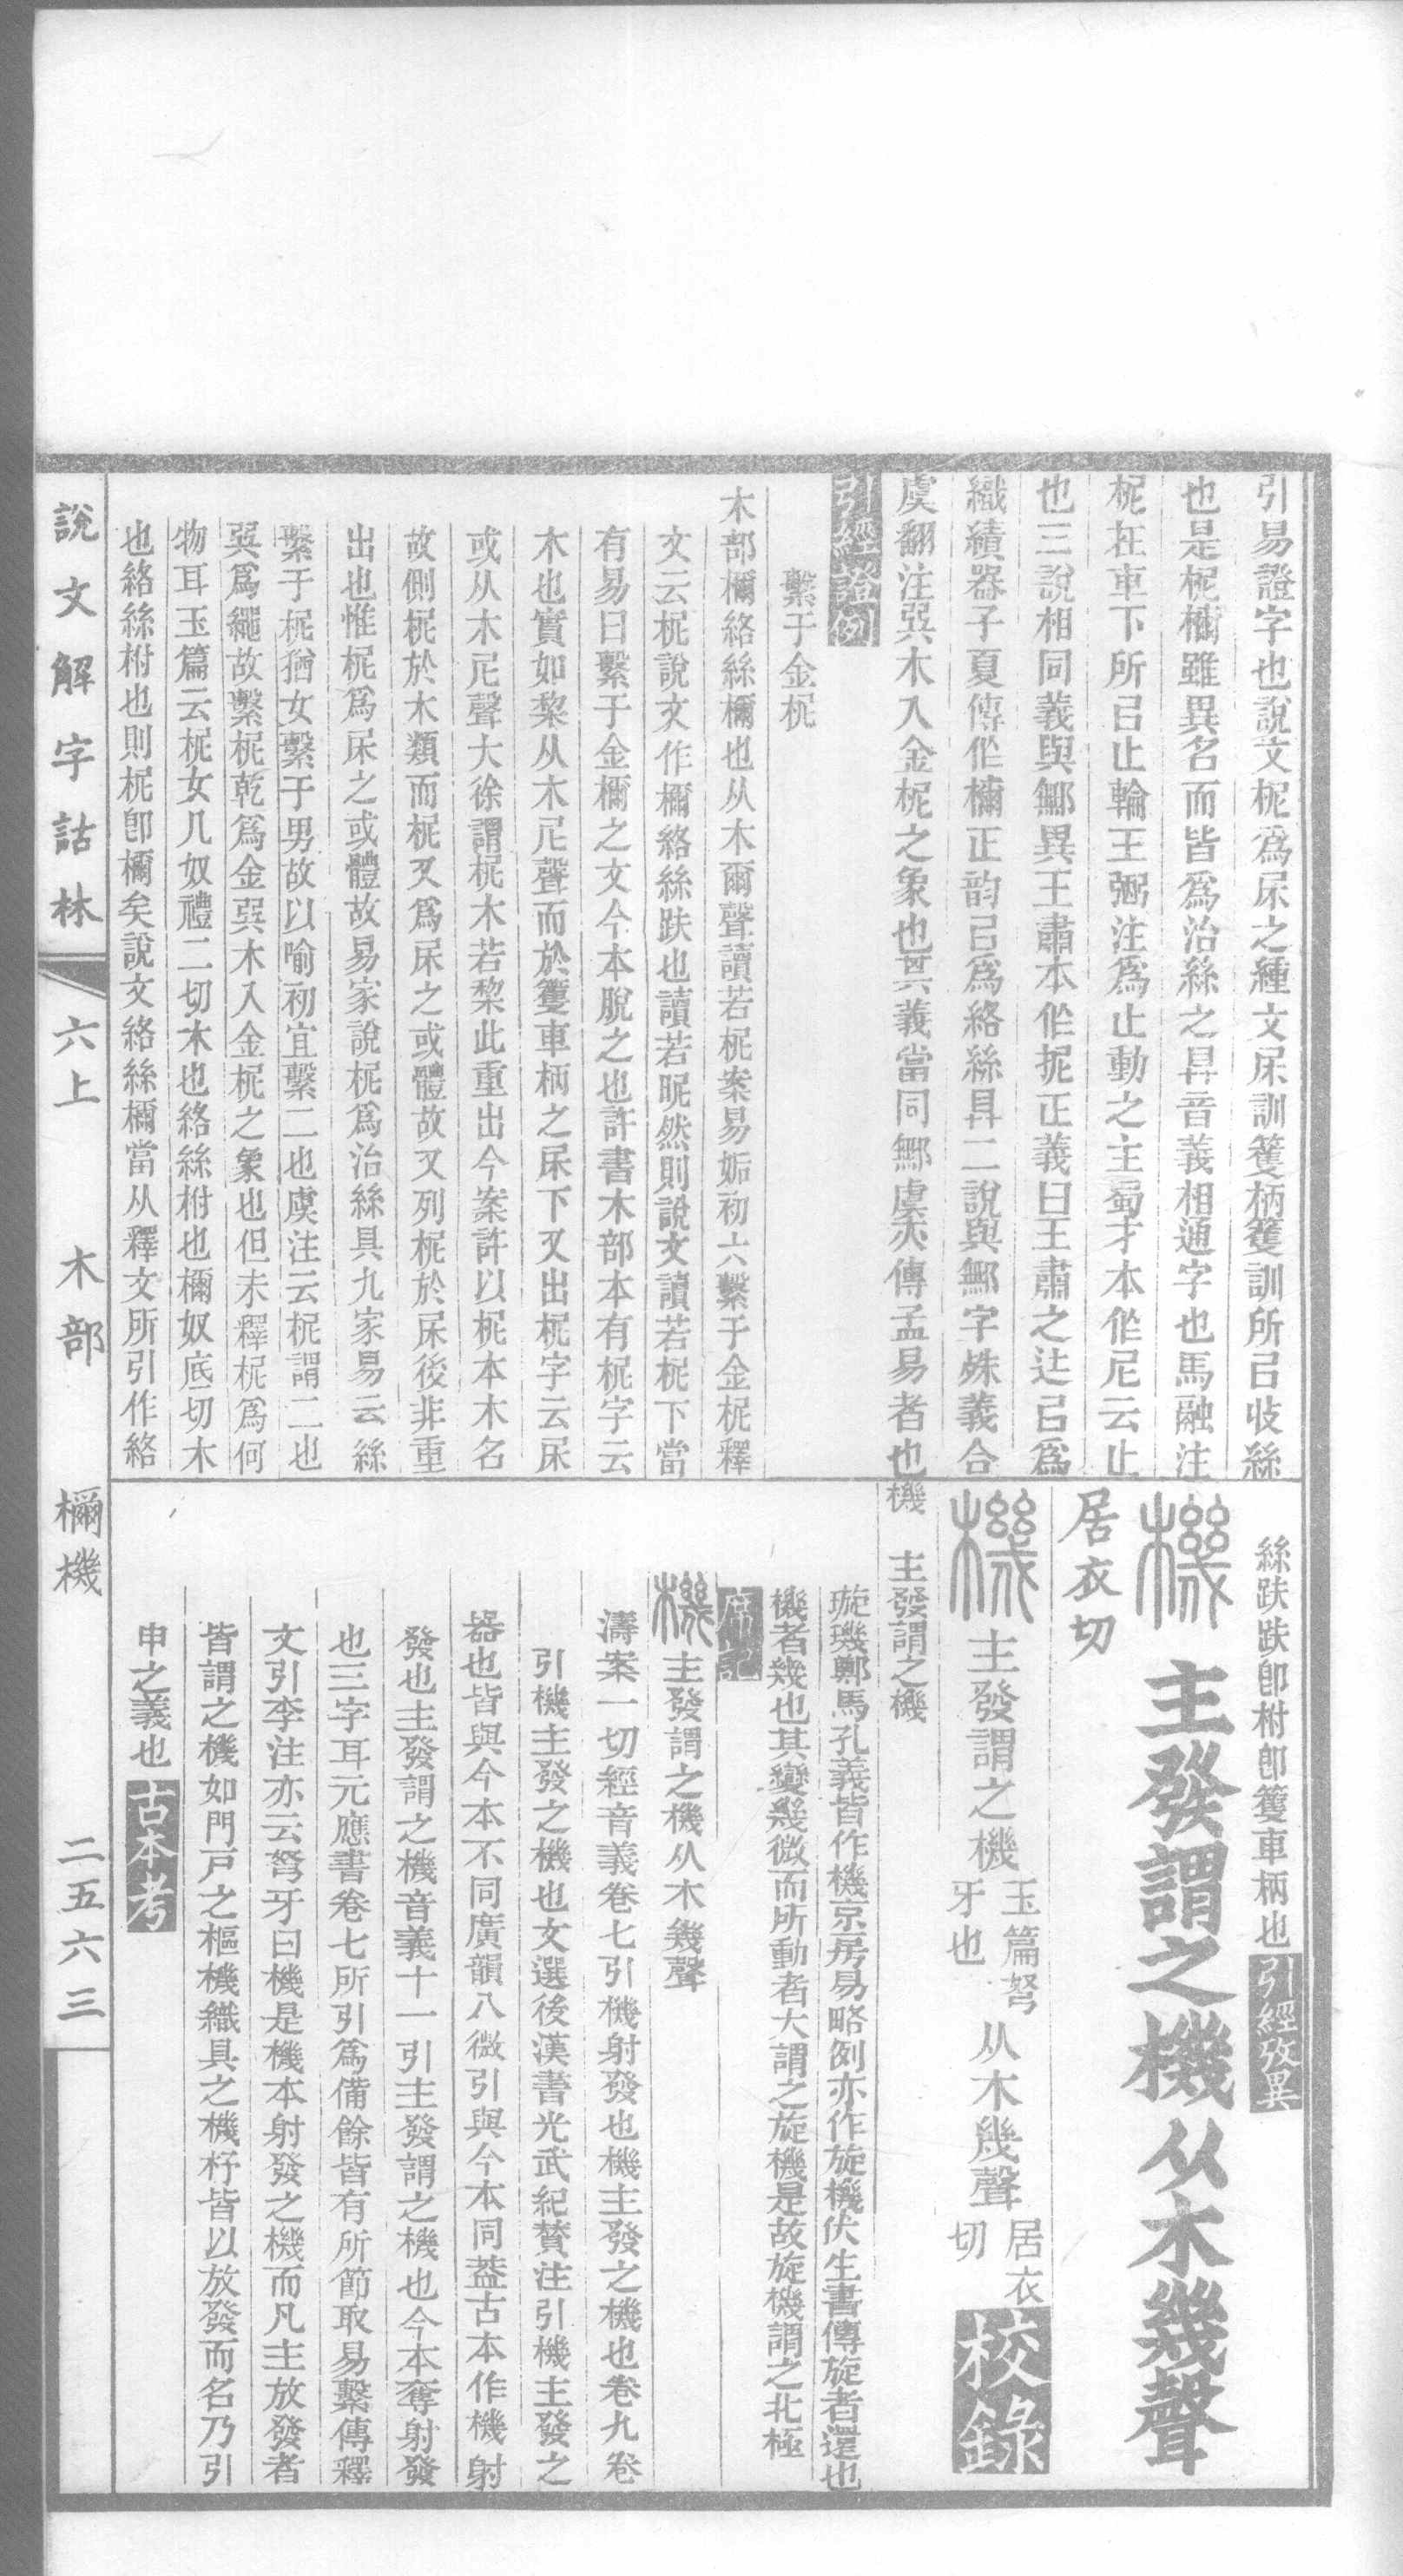 引易證字也說文柅爲㞏之緟文㞏訓籆柄籆訓所㠯收絲
也是柅檷雖異名而皆爲治絲之具音義相通字也馬融注
柅在車下所㠯止輪王弼注爲止動之主蜀才本作尼云止
也三說相同義與鄦異王肅本作抳正義曰王肅之迬㠯爲
織績器子夏傳作檷正韵㠯爲絡絲具二說與鄦字殊義合
虞翻注巽木入金柅之象也其義當同鄦虞亦傳孟易者也
引經爲證例
繫于金柅
木部檷絡絲檷也从木爾聲讀若柅案易姤初六繫于金柅釋
文云柅說文作檷絡絲趺也讀若昵然則說文讀若柅下當
有易曰繫于金檷之文今本脫之也許書木部本有柅字云
木也實如棃从木尼聲而於籆車柄之㞏下又出柅字云㞏
或从木尼聲大徐謂柅木若棃此重出今案許以柅本木名
故側柅於木類而柅又爲㞏之或體故又列柅於㞏後非重
出也惟柅爲㞏之或體故易家說柅爲治絲具九家易云絲
繫于柅猶女繫于男故以喻初宜繫二也虞注云柅謂二也
巽爲繩故繫柅乾爲金巽木入金柅之象也但未釋柅爲何
物耳玉篇云柅女几奴禮二切木也絡絲柎也檷奴底切木
也絡絲柎也則柅卽檷矣說文絡絲檷當从釋文所引作絡
絲趺趺卽柎卽籆車柄也 引經攷異
機 主發謂之機从木幾聲
居衣切
機 主發謂之機 玉篇弩牙也 从木幾聲 居衣切 校錄
機 主發謂之機
璇璣鄭馬孔義皆作機京房易略例亦作旋機伏生書傳旋者還也
機者幾也其變幾微而所動者大謂之旋機是故旋機謂之北極
席記
機 主發謂之機从木幾聲
濤案一切經音義卷七引機射發也機主發之機也卷九卷
引機主發之機也文選後漢書光武紀贊注引機主發之
器也皆與今本不同廣韻八微引與今本同蓋古本作機射
發也主發謂之機音義十一引主發謂之機也今本奪射發
也三字耳元應書卷七所引爲備餘皆有所節取易繫傳釋
文引李注亦云弩牙曰機是機本射發之機而凡主放發者
皆謂之機如門戸之樞機織具之機杼皆以放發而名乃引
申之義也 古本考
說文解字詁林 六上 木部 檷機 二五六三